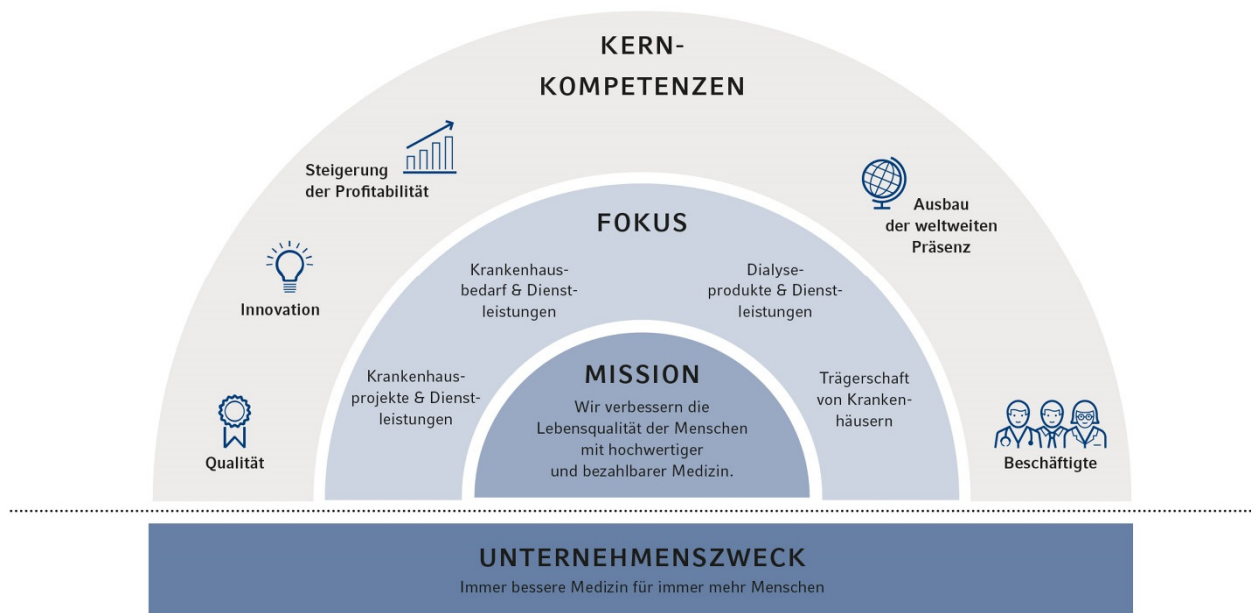 KERN-
KOMPETENZEN
Steigerung
der Profitabilität
Innovation
Qualität
Ausbau
der weltweiten
Präsenz
Beschäftigte
FOKUS
Krankenhaus-
bedarf & Dienst-
leistungen
Dialyse-
produkte & Dienst-
leistungen
Krankenhaus-
projekte & Dienst-
leistungen
Trägerschaft
von Kranken-
häusern
MISSION
Wir verbessern die
Lebensqualität der Menschen
mit hochwertiger
und bezahlbarer Medizin.
UNTERNEHMENSZWECK
Immer bessere Medizin für immer mehr Menschen